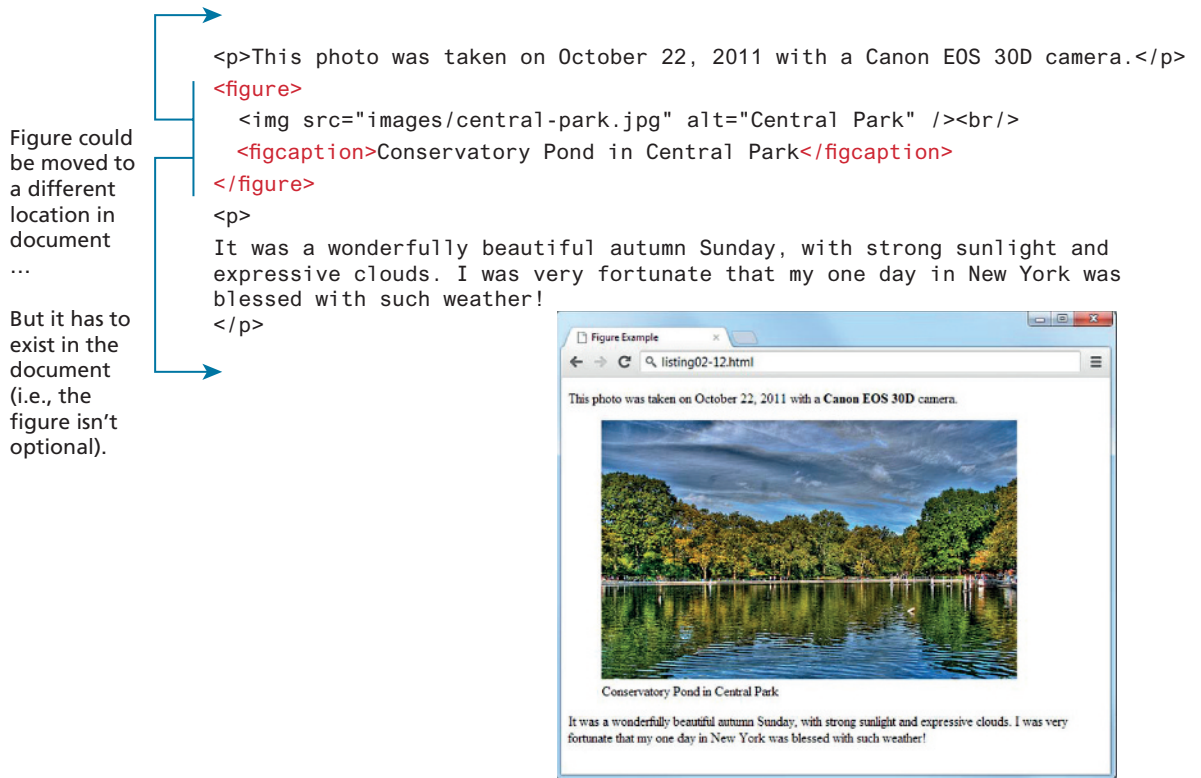 <p>This photo was taken on October 22, 2011 with a Canon EOS 30D camera.</p>
<figure>
<img src="images/central-park.jpg" alt="Central Park" /><br/>
<figcaption>Conservatory Pond in Central Park</figcaption>
</figure>
<p>
It was a wonderfully beautiful autumn Sunday, with strong sunlight and
expressive clouds. I was very fortunate that my one day in New York was
blessed with such weather!
</p>
Figure could
be moved to
a different
location in
document
...
But it has to
exist in the
document
(i.e., the
figure isn't
optional).
Figure Example
listing02-12.html
This photo was taken on October 22, 2011 with a Canon EOS 30D camera.
Conservatory Pond in Central Park
It was a wonderfully beautiful autumn Sunday, with strong sunlight and expressive clouds. I was very
fortunate that my one day in New York was blessed with such weather!